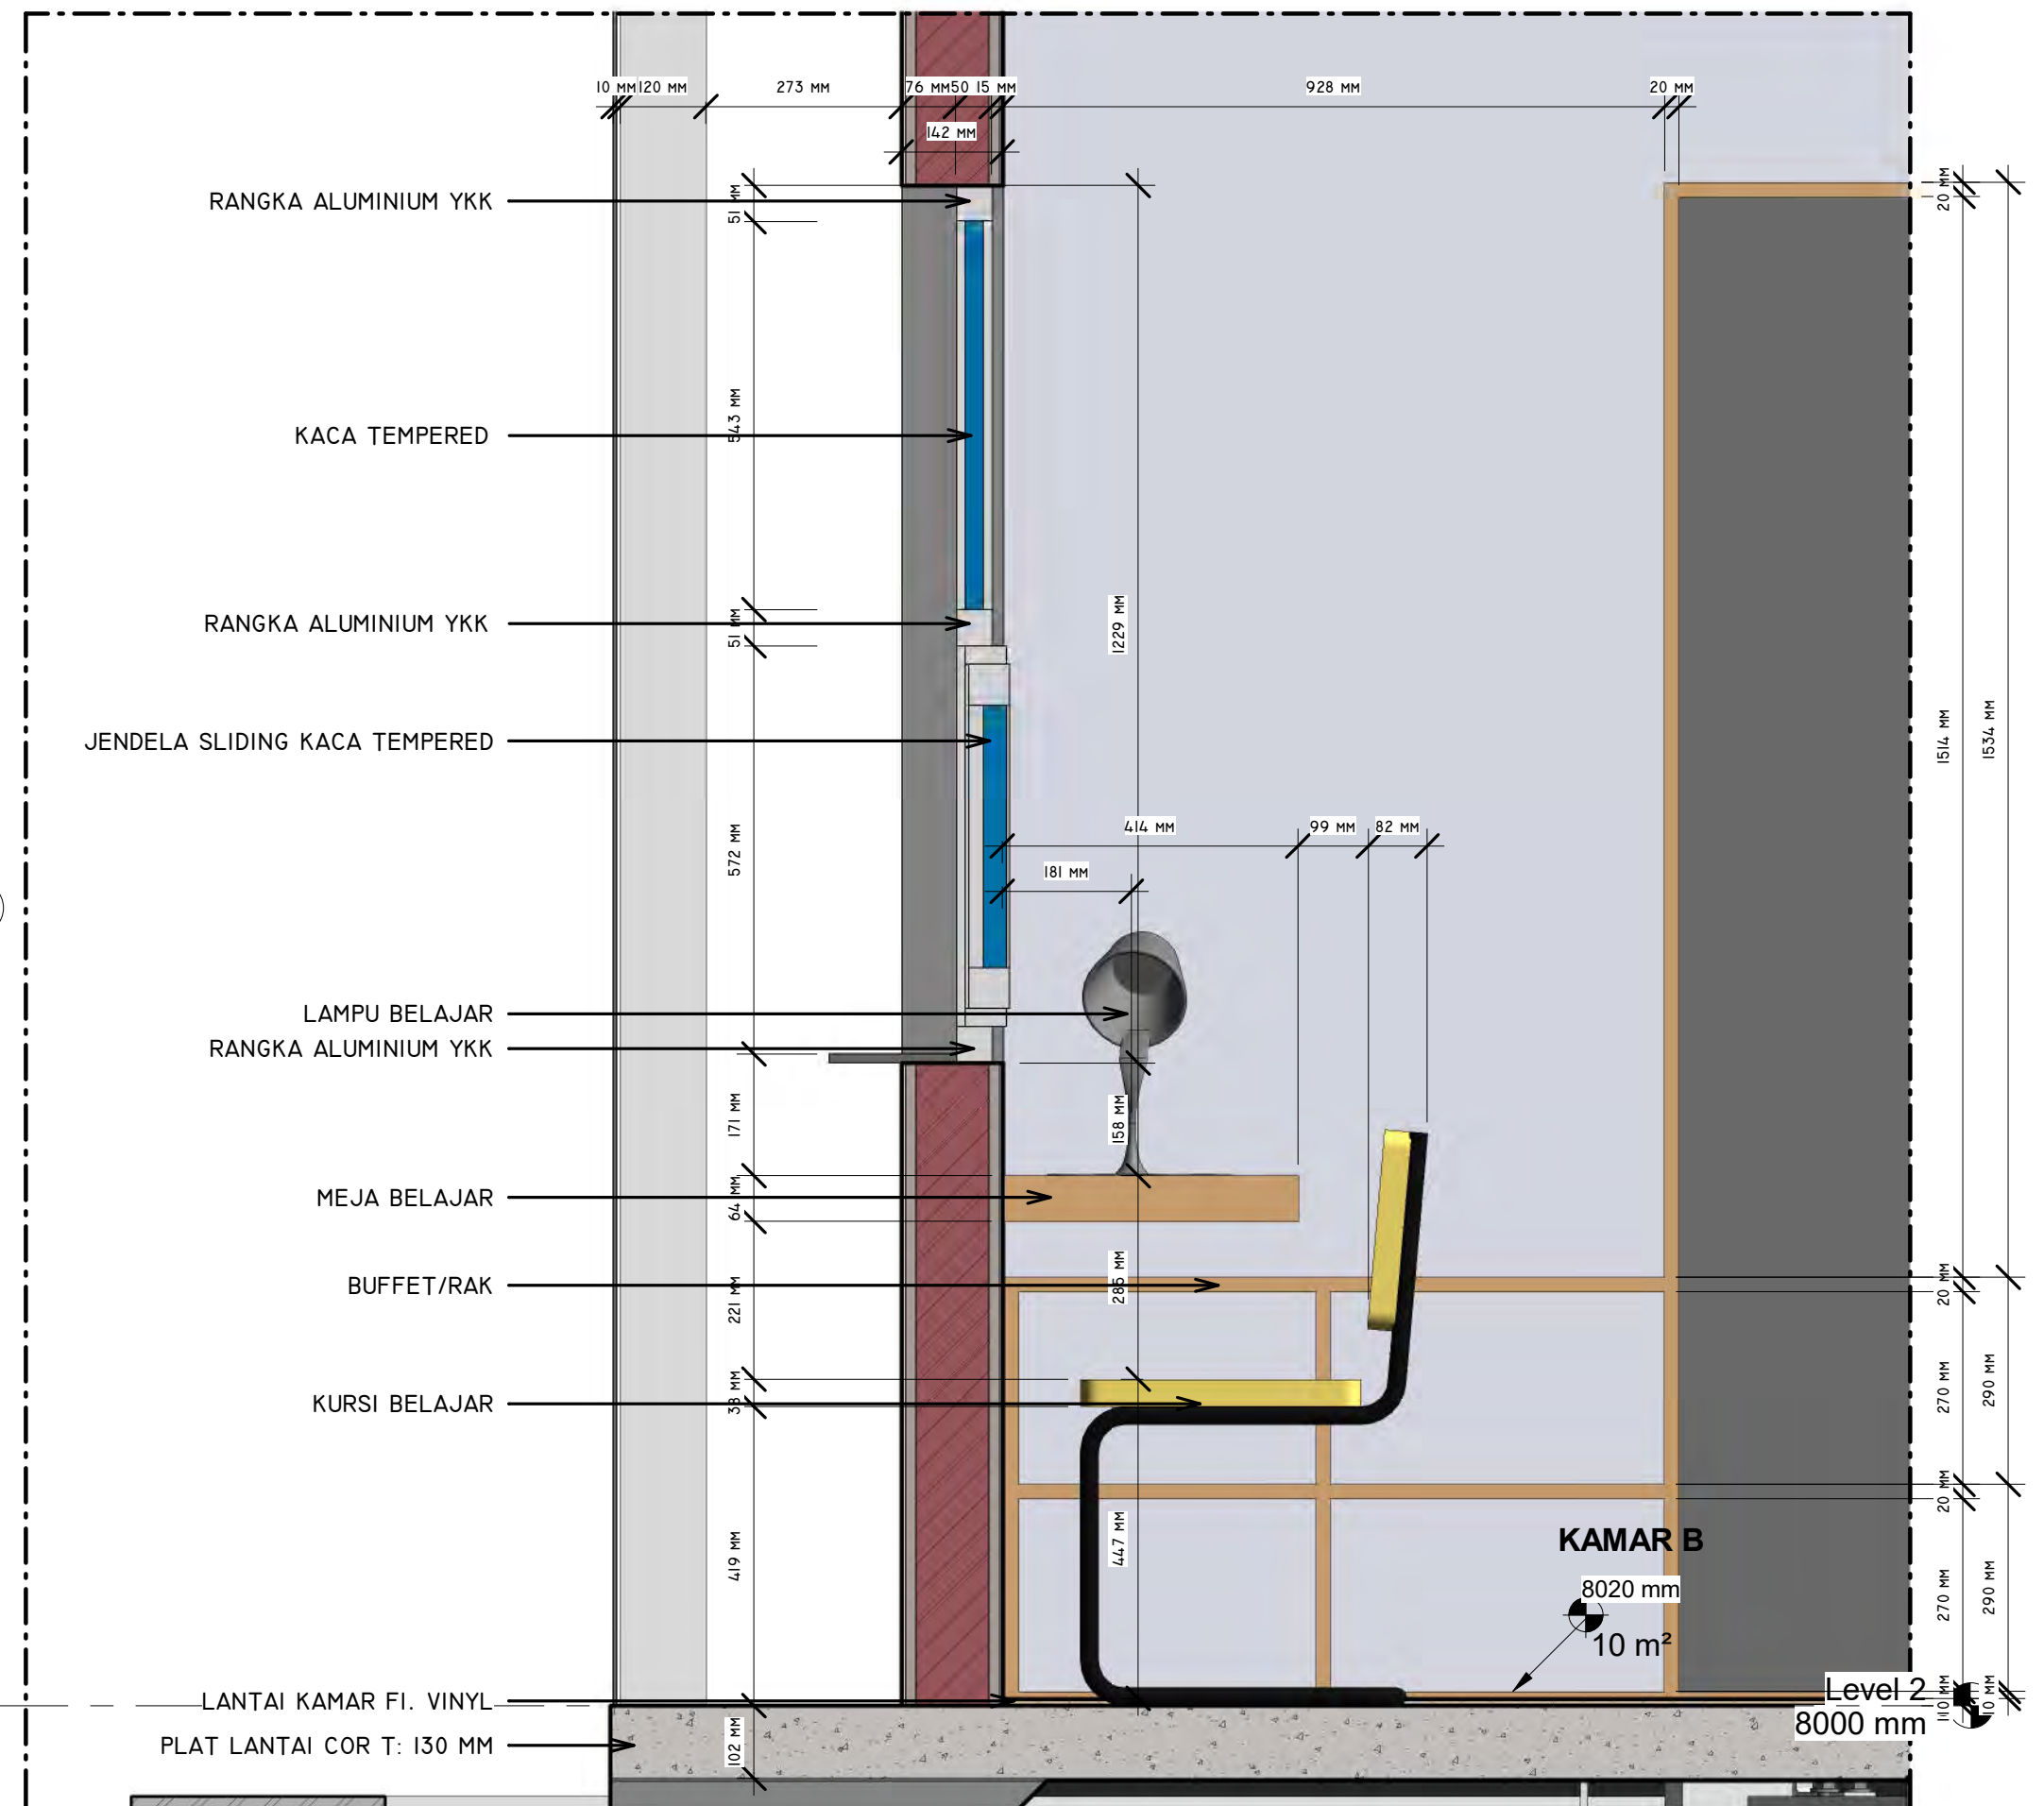 10 MM
120 MM
273 MM
76 MM
50
15 MM
928 MM
20 MM
142 MM
RANGKA ALUMINIUM YKK
51 MM
20 MM
KACA TEMPERED
543 MM
RANGKA ALUMINIUM YKK
51 MM
1229 MM
JENDELA SLIDING KACA TEMPERED
1514 MM
1534 MM
572 MM
414 MM
99 MM
82 MM
181 MM
LAMPU BELAJAR
RANGKA ALUMINIUM YKK
171 MM
158 MM
MEJA BELAJAR
64 MM
BUFFET/RAK
221 MM
285 MM
20 MM
KURSI BELAJAR
38 MM
270 MM
290 MM
20 MM
419 MM
447 MM
KAMAR B
8020 mm
10 m²
270 MM
290 MM
LANTAI KAMAR FI. VINYL
Level 2
8000 mm
10 MM
PLAT LANTAI COR T: 130 MM
102 MM